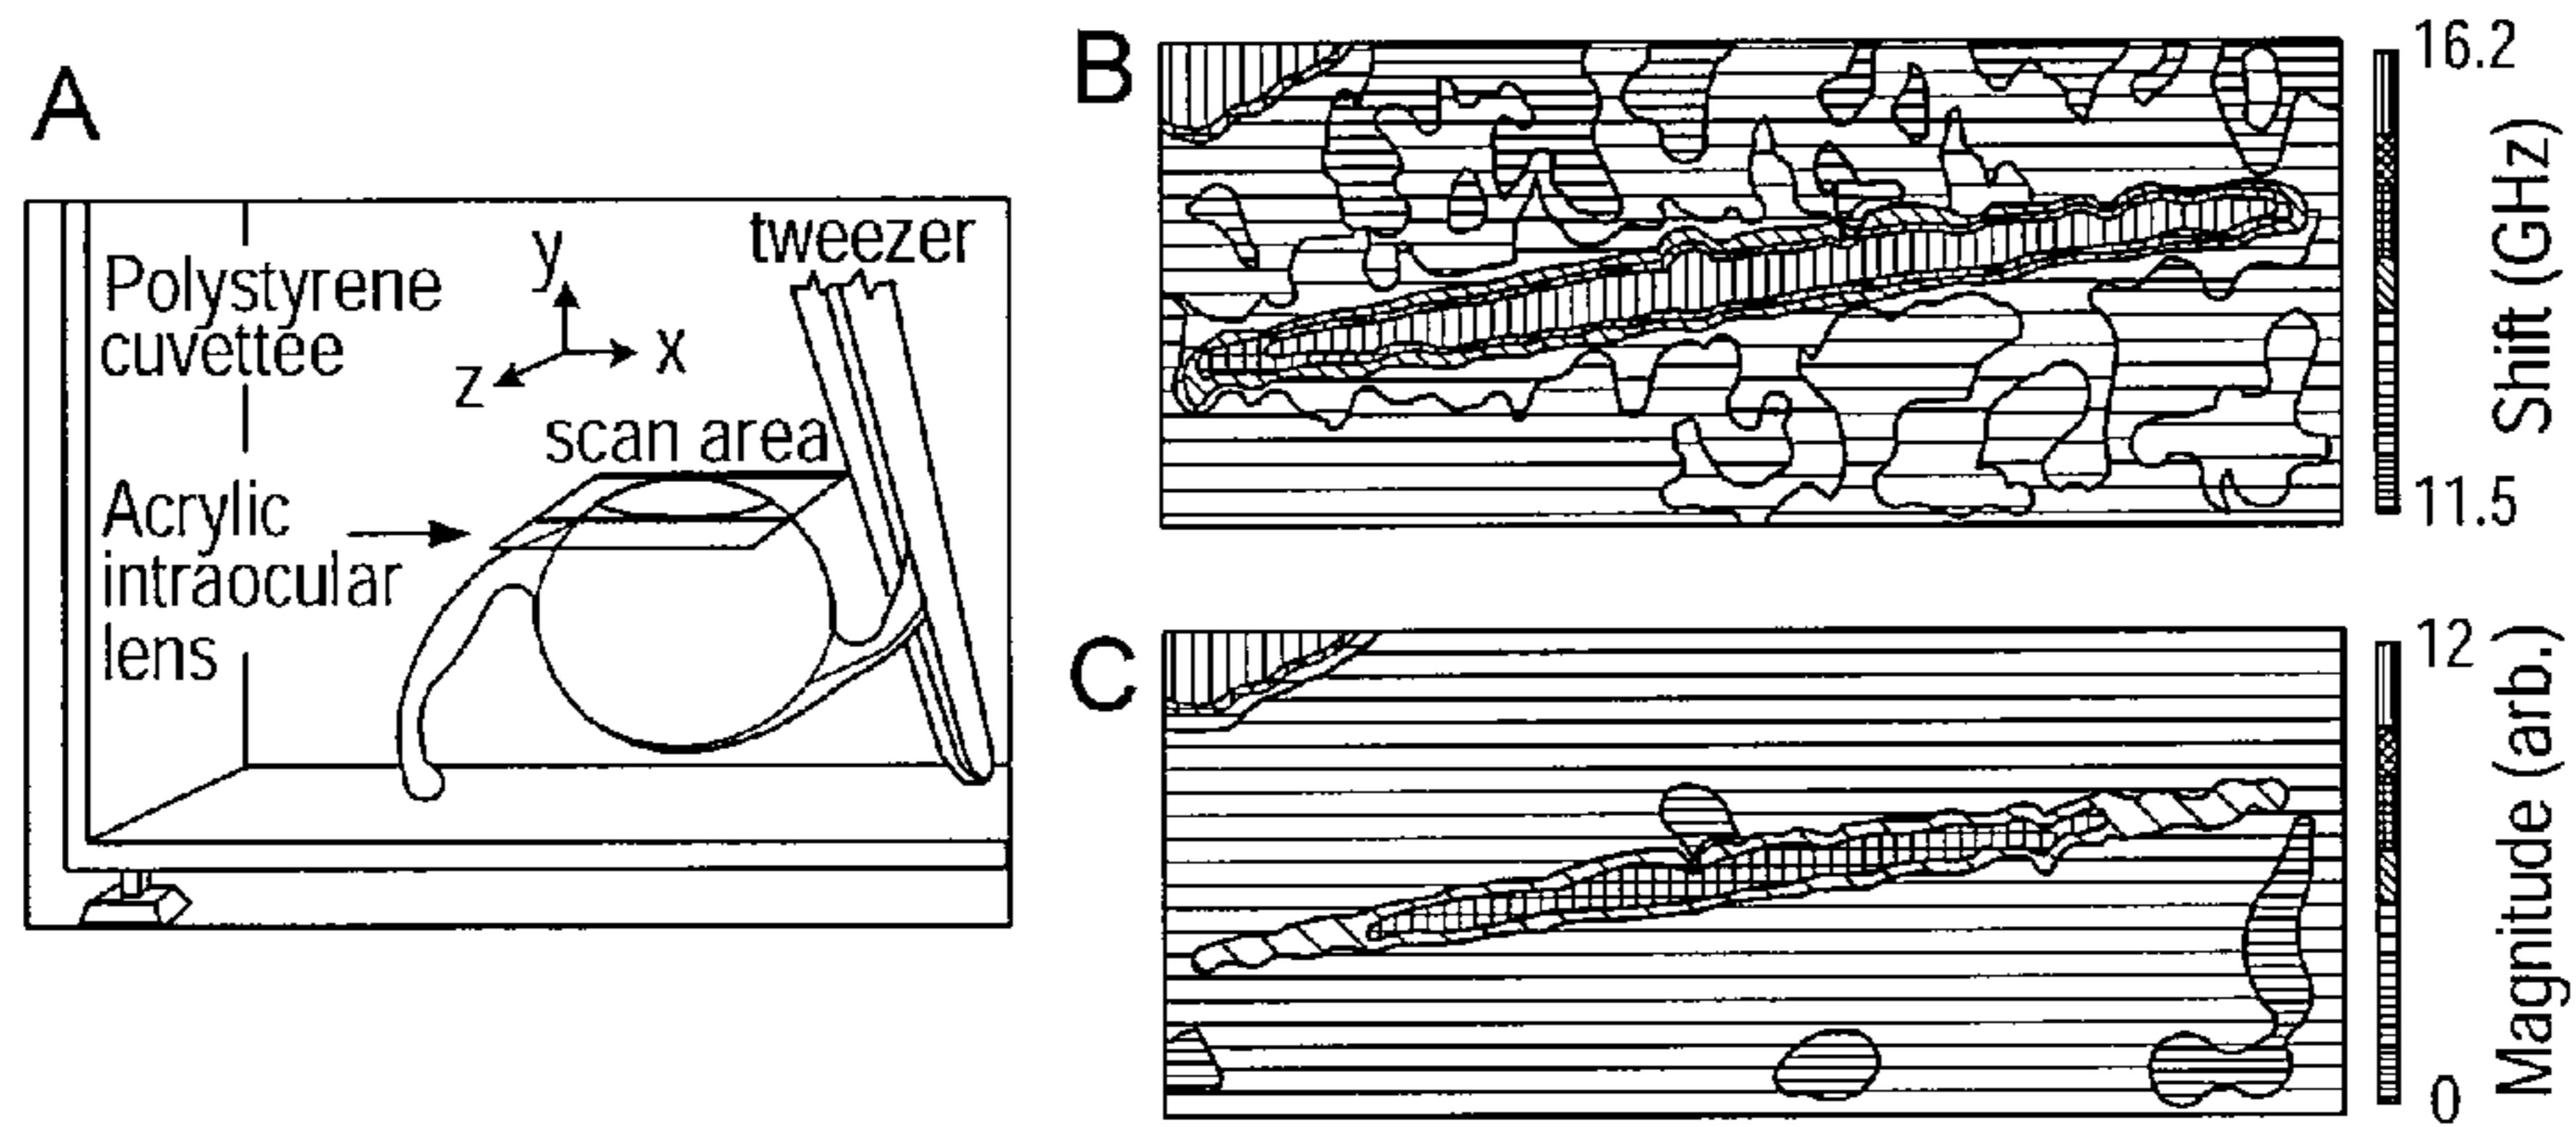 A
Polystyrene
cuvettee
y
x
z
tweezer
scan area
Acrylic
intraocular
lens
B
16.2
11.5
Shift (GHz)
C
12
0
Magnitude (arb.)